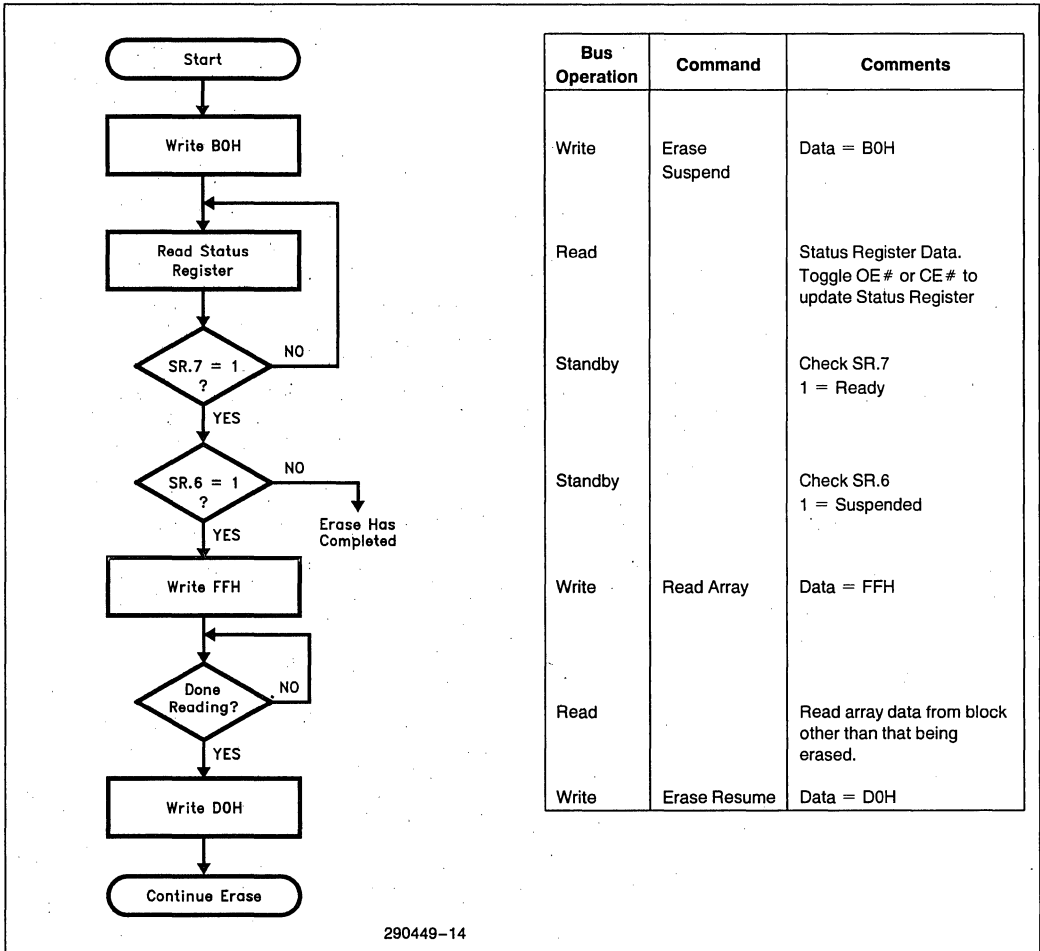 Start
Write B0H
Read Status
Register
SR.7 = 1
?
NO
YES
SR.6 = 1
?
NO
Erase Has
Completed
YES
Write FFH
Done
Reading?
NO
YES
Write D0H
Continue Erase
Bus
Operation
Command
Comments
Write
Erase
Suspend
Data = B0H
Read
Status Register Data.
Toggle OE# or CE# to
update Status Register
Standby
Check SR.7
1 = Ready
Standby
Check SR.6
1 = Suspended
Write
Read Array
Data = FFH
Read
Read array data from block
other than that being
erased.
Write
Erase Resume
Data = D0H
290449-14